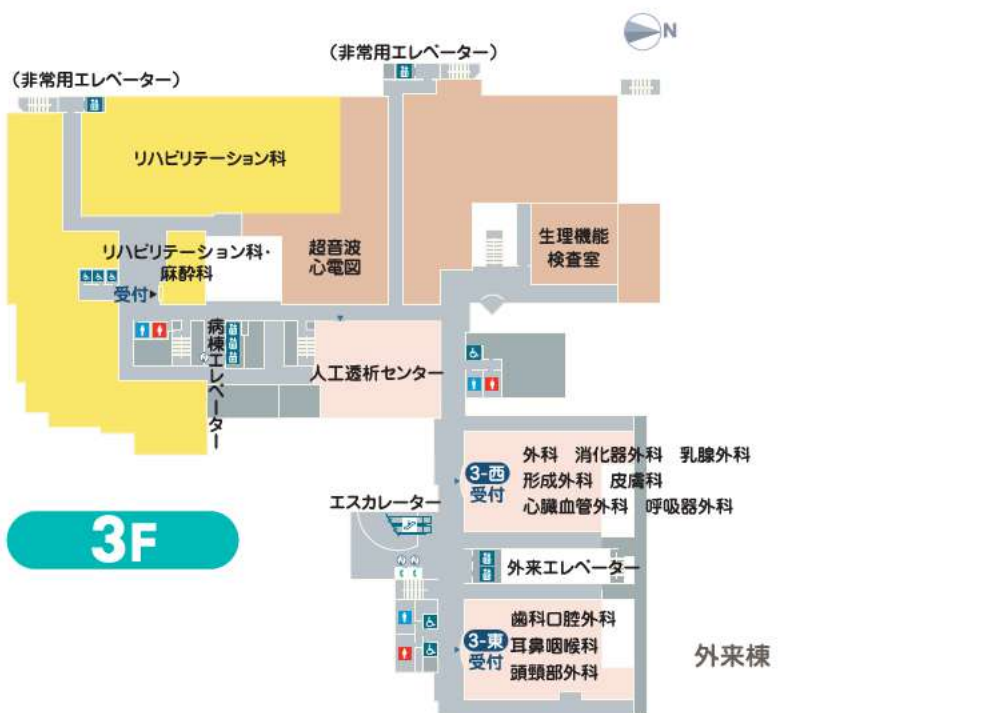 N
(非常用エレベーター)
(非常用エレベーター)
リハビリテーション科
生理機能
検査室
超音波
心電図
リハビリテーション科・
麻酔科
受付
病棟エレベーター
人工透析センター
3-西
受付
外科 消化器外科 乳腺外科
形成外科 皮膚科
心臓血管外科 呼吸器外科
エスカレーター
3F
外来エレベーター
3-東
受付
歯科口腔外科
耳鼻咽喉科
頭頸部外科
外来棟